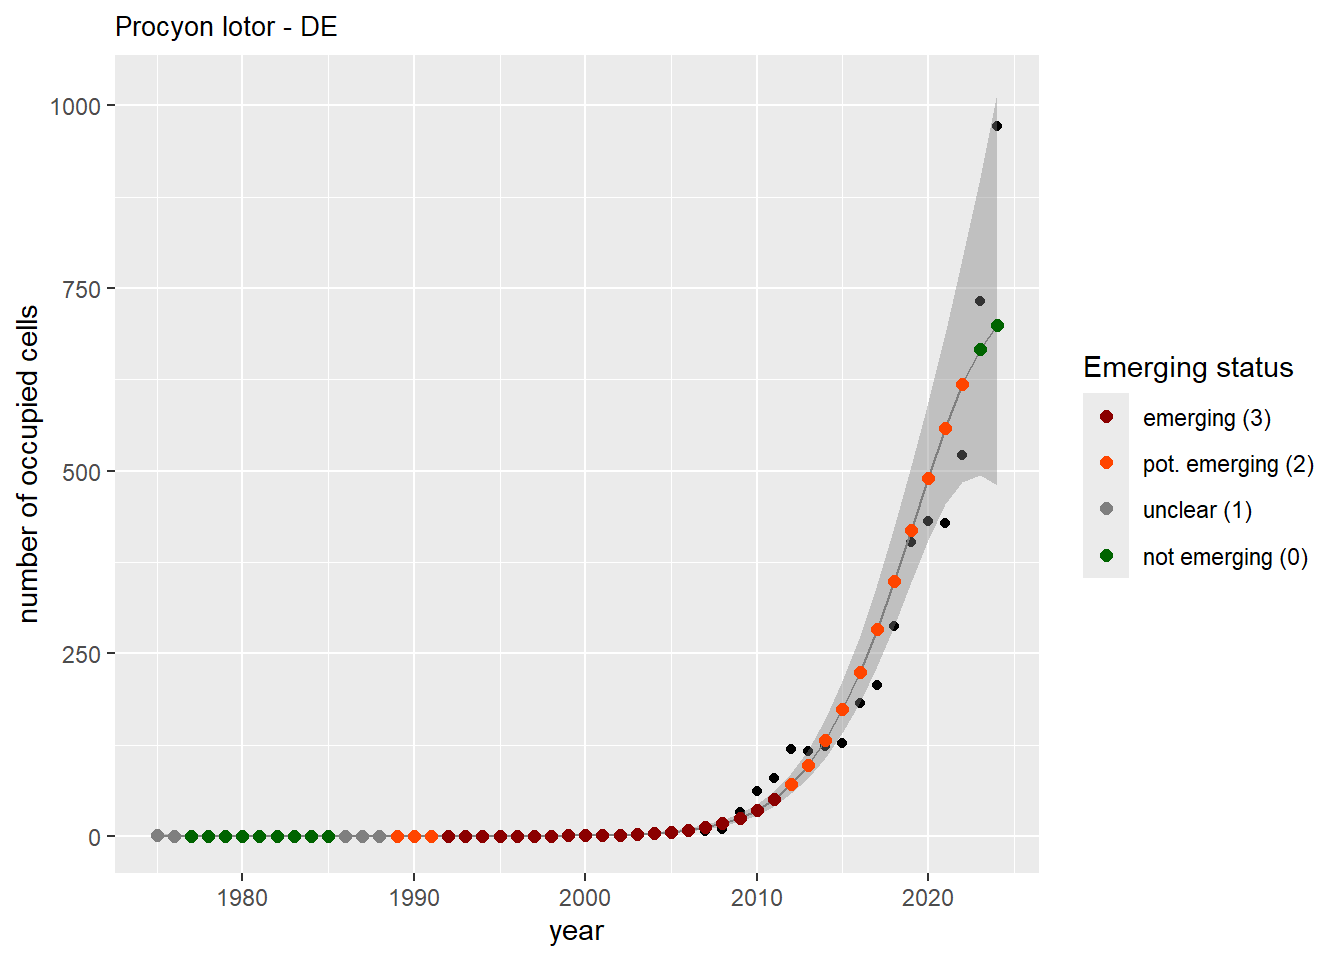 Procyon lotor - DE
1000
750
500
250
0
number of occupied cells
1980
1990
2000
2010
2020
year
Emerging status
emerging (3)
pot. emerging (2)
unclear (1)
not emerging (0)